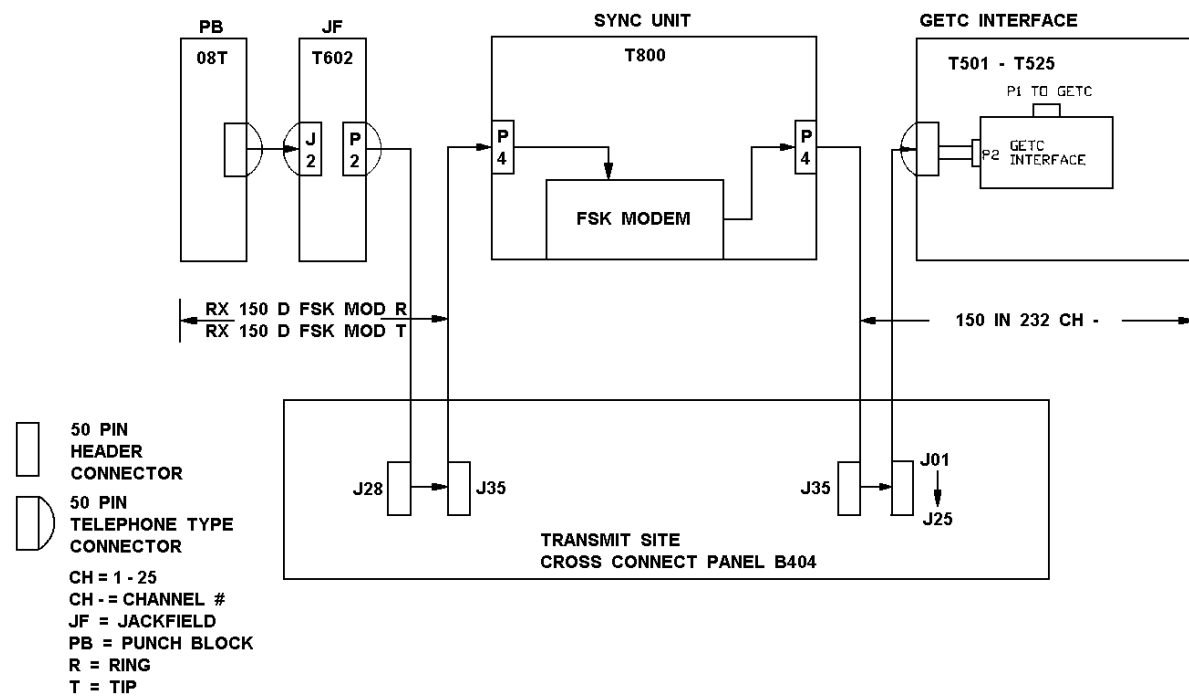 PB
08T
JF
T602
J
2
P
2
SYNC UNIT
T800
P
4
P
4
FSK MODEM
GETC INTERFACE
T501 - T525
P1 TO GETC
P2
GETC
INTERFACE
RX 150 D FSK MOD R
RX 150 D FSK MOD T
150 IN 232 CH -
J28
J35
J35
J01
J25
TRANSMIT SITE
CROSS CONNECT PANEL B404
50 PIN
HEADER
CONNECTOR
50 PIN
TELEPHONE TYPE
CONNECTOR
CH = 1 - 25
CH - = CHANNEL #
JF = JACKFIELD
PB = PUNCH BLOCK
R = RING
T = TIP